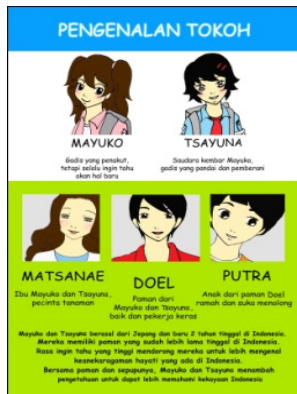 PENGENALAN TOKOH
MAYUKO
Gadis yang penakut,
tetapi selalu ingin tahu
akan hal baru
TSAYUNA
Saudara kembar Mayuko,
gadis yang pandai dan pemberani
MATSANAE
Ibu Mayuko dan Tsayuna,
pecinta tanaman
DOEL
Paman dari
Mayuko dan Tsayuna,
baik dan pekerja keras
PUTRA
Anak dari paman Doel
ramah dan suka menolong
Mayuko dan Tsayuna berasal dari Jepang dan baru 2 tahun tinggal di Indonesia.
Mereka memiliki paman yang sudah lebih lama tinggal di Indonesia.
Rasa ingin tahu yang tinggi mendorong mereka untuk lebih mengenal
keanekaragaman hayati yang ada di Indonesia.
Bersama paman dan sepupunya, Mayuko dan Tsayuna menambah
pengetahuan untuk dapat lebih memahami kekayaan Indonesia